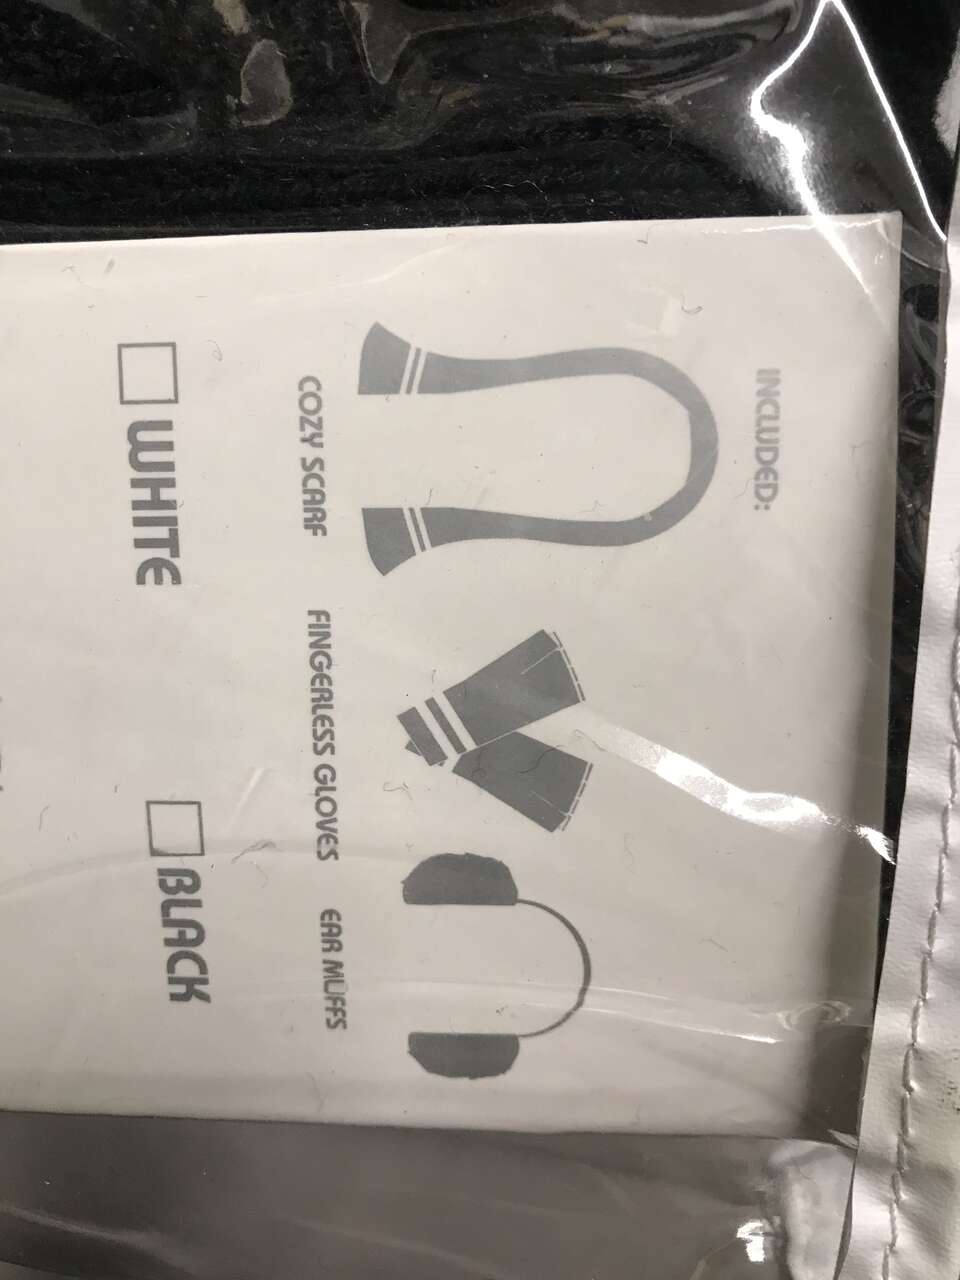 INCLUDED:
COZY SCARF
FINGERLESS GLOVES
EAR MUFFS
WHITE
BLACK